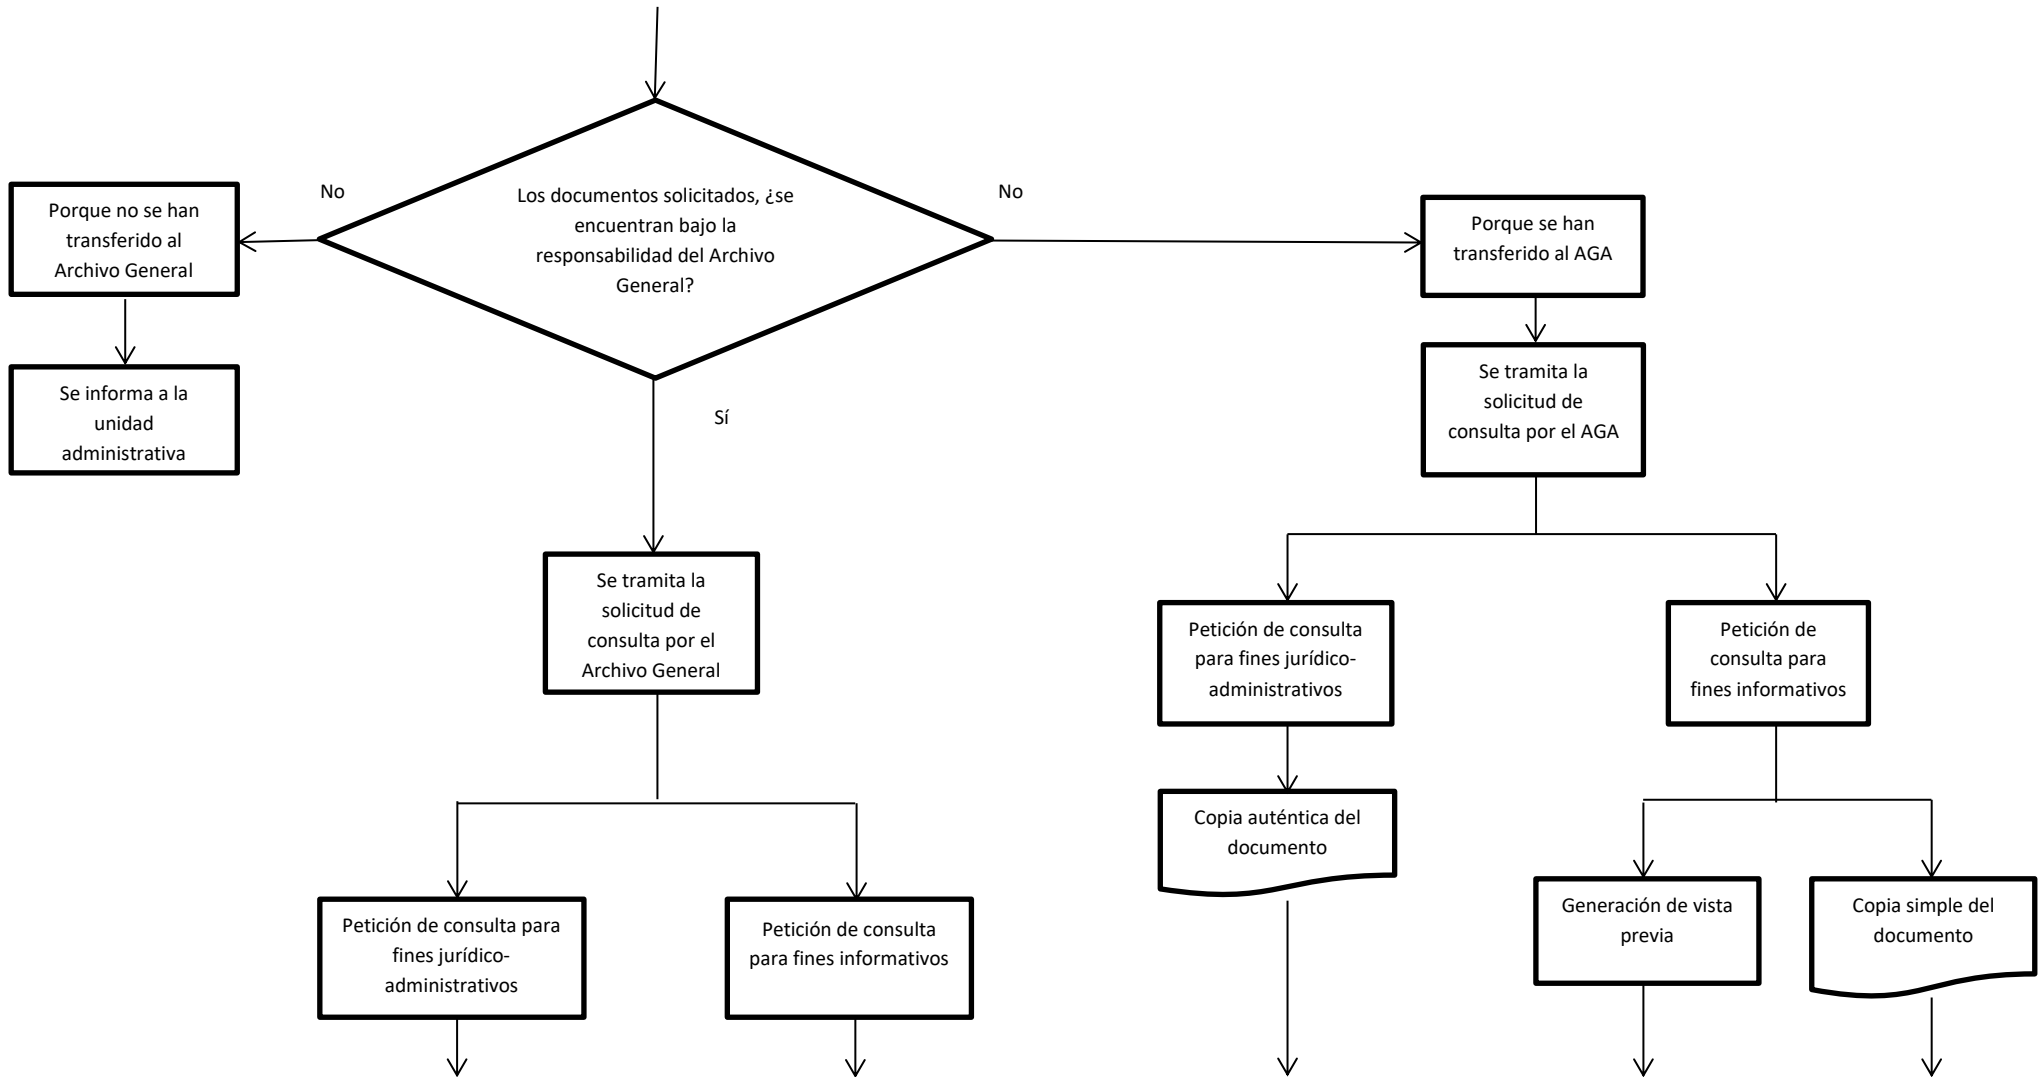 No
Los documentos solicitados, ¿se
encuentran bajo la
responsabilidad del Archivo
General?
No
Porque no se han
transferido al
Archivo General
Porque se han
transferido al AGA
Se informa a la
unidad
administrativa
Sí
Se tramita la
solicitud de
consulta por el AGA
Se tramita la
solicitud de
consulta por el
Archivo General
Petición de consulta
para fines jurídico-
administrativos
Petición de
consulta para
fines informativos
Copia auténtica del
documento
Petición de consulta para
fines jurídico-
administrativos
Petición de consulta
para fines informativos
Generación de vista
previa
Copia simple del
documento